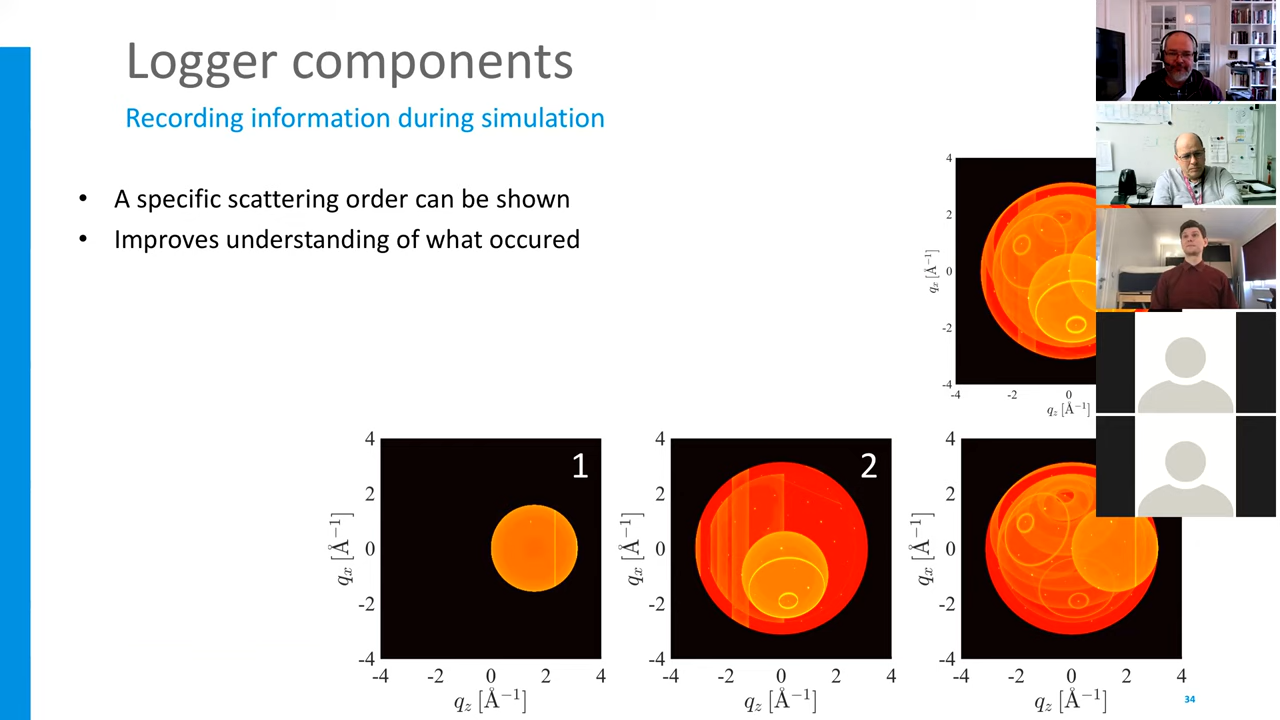 Logger components
Recording information during simulation
• A specific scattering order can be shown
• Improves understanding of what occured
4
2
0
-2
-4
qx [Å⁻¹]
-4 -2 0
qz [Å⁻¹]
1
4
2
0
-2
-4
qx [Å⁻¹]
-4 -2 0 2 4
qz [Å⁻¹]
2
4
2
0
-2
-4
qx [Å⁻¹]
-4 -2 0 2 4
qz [Å⁻¹]
4
2
0
-2
-4
qx [Å⁻¹]
-4 -2 0 2 4
qz [Å⁻¹]
34